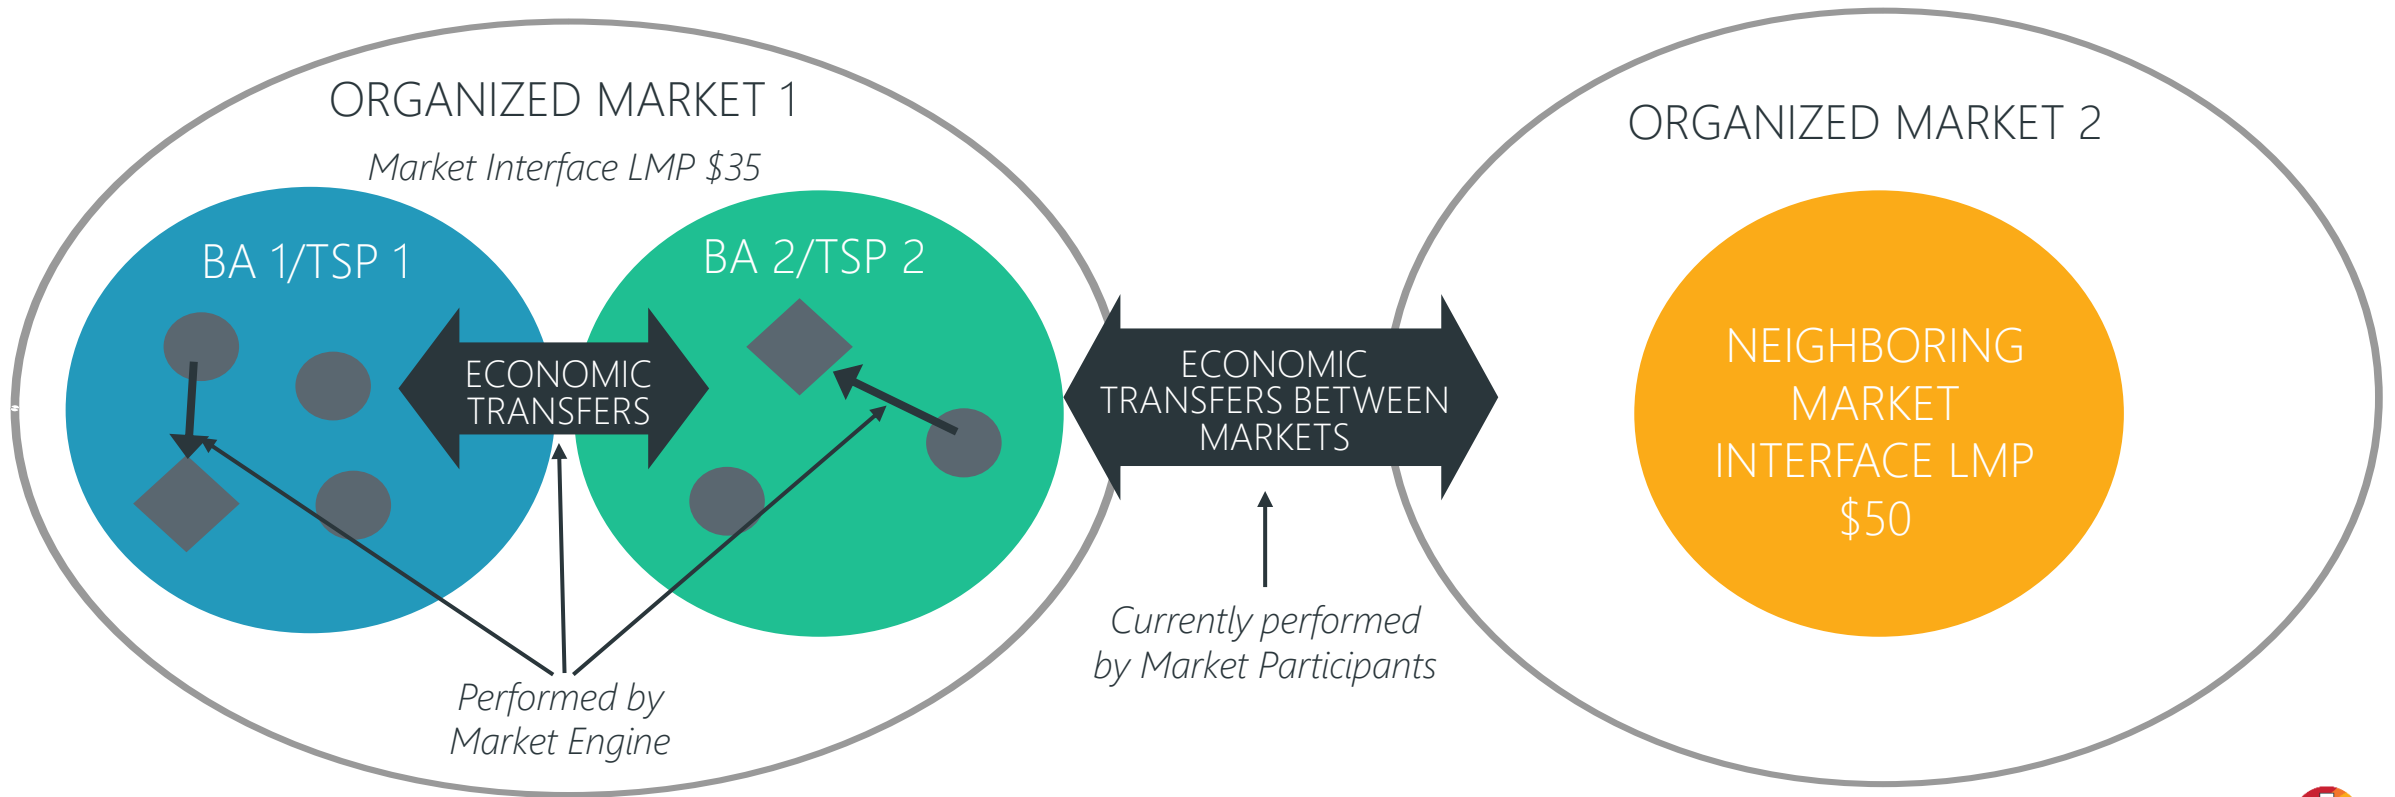 ORGANIZED MARKET 1
Market Interface LMP $35
BA 1/TSP 1
BA 2/TSP 2
ECONOMIC
TRANSFERS
Performed by
Market Engine
ECONOMIC
TRANSFERS BETWEEN
MARKETS
Currently performed
by Market Participants
ORGANIZED MARKET 2
NEIGHBORING
MARKET
INTERFACE LMP
$50